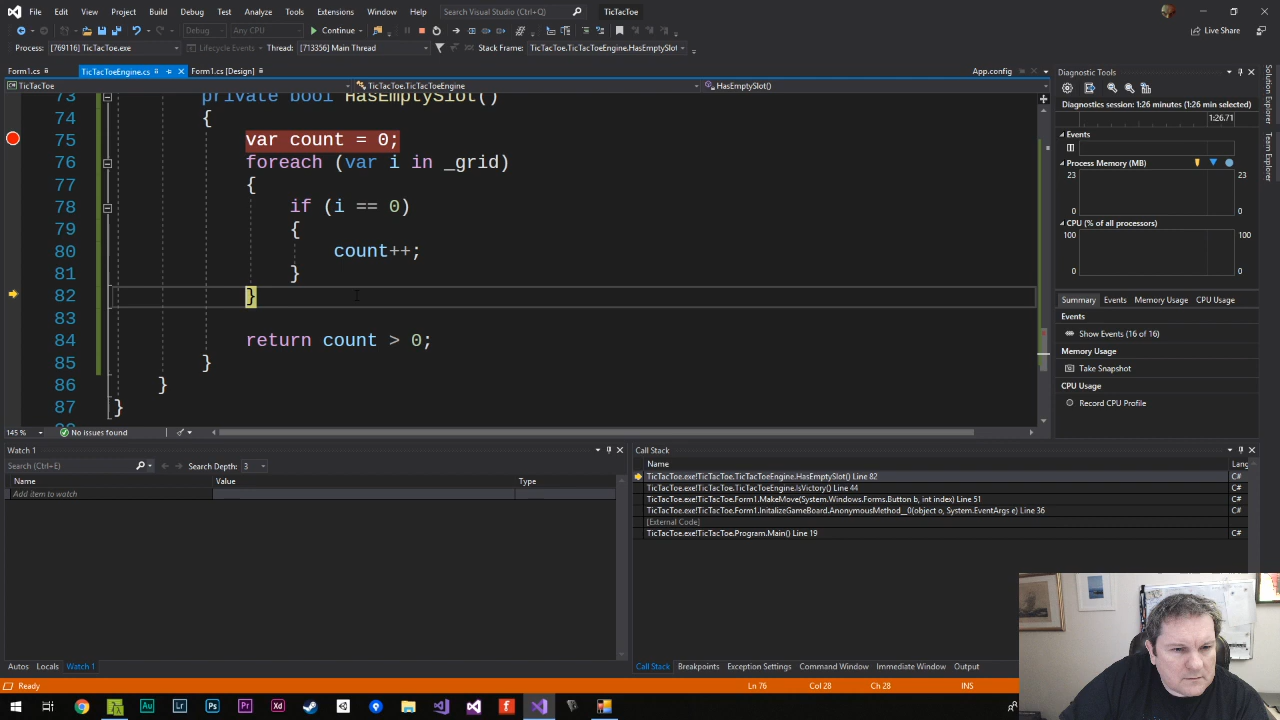 File Edit View Project Build Debug Test Analyze Tools Extensions Window Help Search Visual Studio (Ctrl+Q) TicTacToe
Debug Any CPU Continue Live Share
Process: [769116] TicTacToe.exe Lifecycle Events Thread: [713356] Main Thread Stack Frame: TicTacToe.TicTacToeEngine.HasEmptySlot
Form1.cs TicTacToeEngine.cs Form1.cs [Design] App.config
TicTacToe TicTacToe.TicTacToeEngine HasEmptySlot()
73 private bool HasEmptySlot()
74 {
75 var count = 0;
76 foreach (var i in _grid)
77 {
78 if (i == 0)
79 {
80 count++;
81 }
82 }
83
84 return count > 0;
85 }
86 }
87 }
145 % No issues found
Diagnostic Tools
Diagnostics session: 1:26 minutes (1:26 min selected)
1:26.71
Events
Process Memory (MB)
23 23
0 0
CPU (% of all processors)
100 100
0 0
Summary Events Memory Usage CPU Usage
Events
Show Events (16 of 16)
Memory Usage
Take Snapshot
CPU Usage
Record CPU Profile
Solution Explorer
Team Explorer
Watch 1
Search (Ctrl+E) Search Depth: 3
Name Value Type
Add item to watch
Autos Locals Watch 1
Call Stack
Name Lang
TicTacToe.exe!TicTacToe.TicTacToeEngine.HasEmptySlot() Line 82 C#
TicTacToe.exe!TicTacToe.TicTacToeEngine.IsVictory() Line 44 C#
TicTacToe.exe!TicTacToe.Form1.MakeMove(System.Windows.Forms.Button b, int index) Line 51 C#
TicTacToe.exe!TicTacToe.Form1.InitalizeGameBoard.AnonymousMethod__0(object o, System.EventArgs e) Line 36 C#
[External Code]
TicTacToe.exe!TicTacToe.Program.Main() Line 19 C#
Call Stack Breakpoints Exception Settings Command Window Immediate Window Output
Ready Ln 76 Col 28 Ch 28 INS